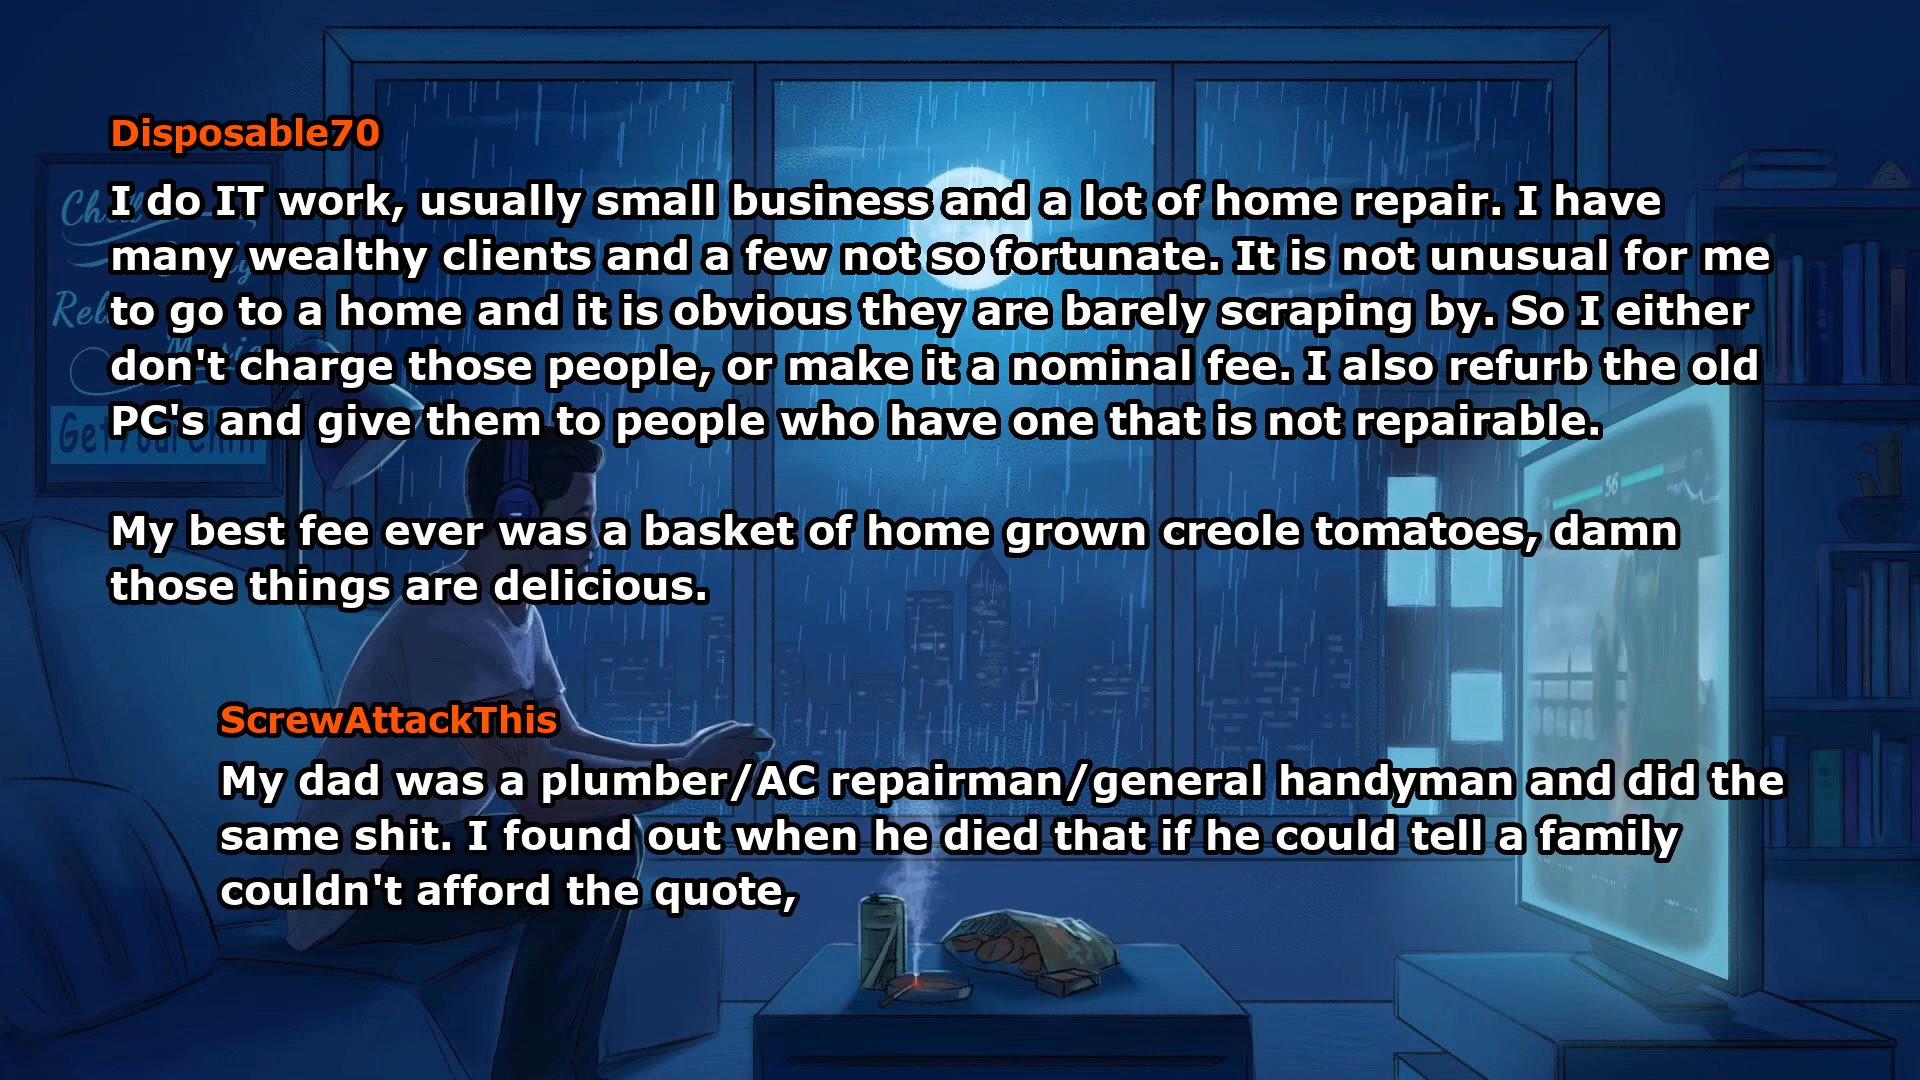 Disposable70
I do IT work, usually small business and a lot of home repair. I have
many wealthy clients and a few not so fortunate. It is not unusual for me
to go to a home and it is obvious they are barely scraping by. So I either
don't charge those people, or make it a nominal fee. I also refurb the old
PC's and give them to people who have one that is not repairable.
My best fee ever was a basket of home grown creole tomatoes, damn
those things are delicious.
56
ScrewAttackThis
My dad was a plumber/AC repairman/general handyman and did the
same shit. I found out when he died that if he could tell a family
couldn't afford the quote,